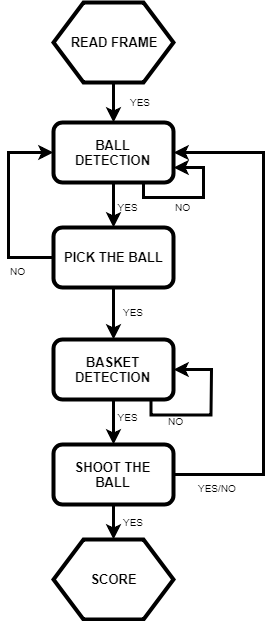 READ FRAME
YES
BALL
DETECTION
YES
NO
PICK THE BALL
NO
YES
BASKET
DETECTION
YES
NO
SHOOT THE
BALL
YES/NO
YES
SCORE